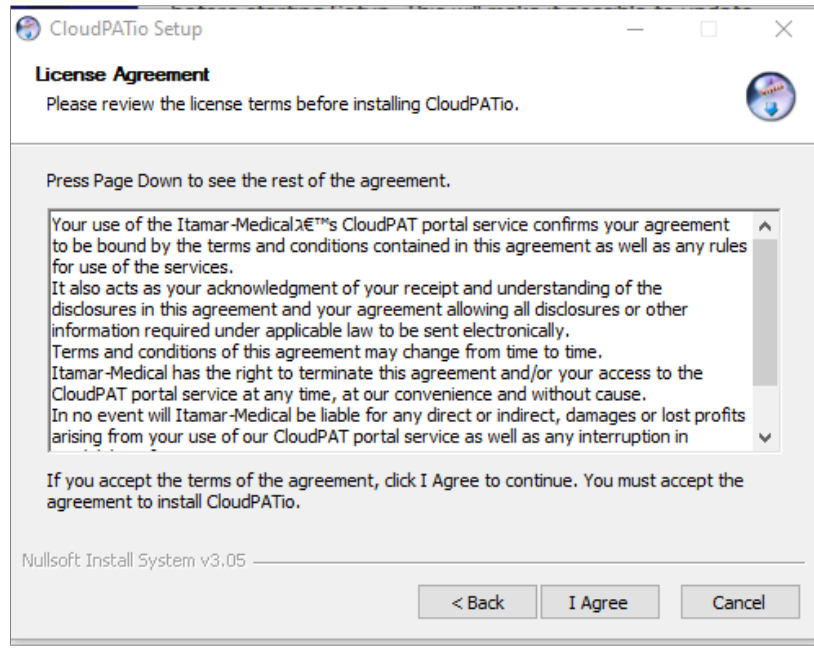 CloudPATio Setup
License Agreement
Please review the license terms before installing CloudPATio.
Press Page Down to see the rest of the agreement.
Your use of the Itamar-Medicalג€™s CloudPAT portal service confirms your agreement
to be bound by the terms and conditions contained in this agreement as well as any rules
for use of the services.
It also acts as your acknowledgment of your receipt and understanding of the
disclosures in this agreement and your agreement allowing all disclosures or other
information required under applicable law to be sent electronically.
Terms and conditions of this agreement may change from time to time.
Itamar-Medical has the right to terminate this agreement and/or your access to the
CloudPAT portal service at any time, at our convenience and without cause.
In no event will Itamar-Medical be liable for any direct or indirect, damages or lost profits
arising from your use of our CloudPAT portal service as well as any interruption in
If you accept the terms of the agreement, click I Agree to continue. You must accept the
agreement to install CloudPATio.
Nullsoft Install System v3.05
< Back
I Agree
Cancel